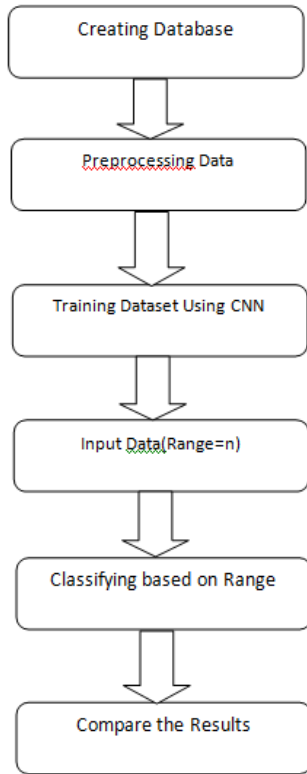 Creating Database
Preprocessing Data
Training Dataset Using CNN
Input Data(Range=n)
Classifying based on Range
Compare the Results